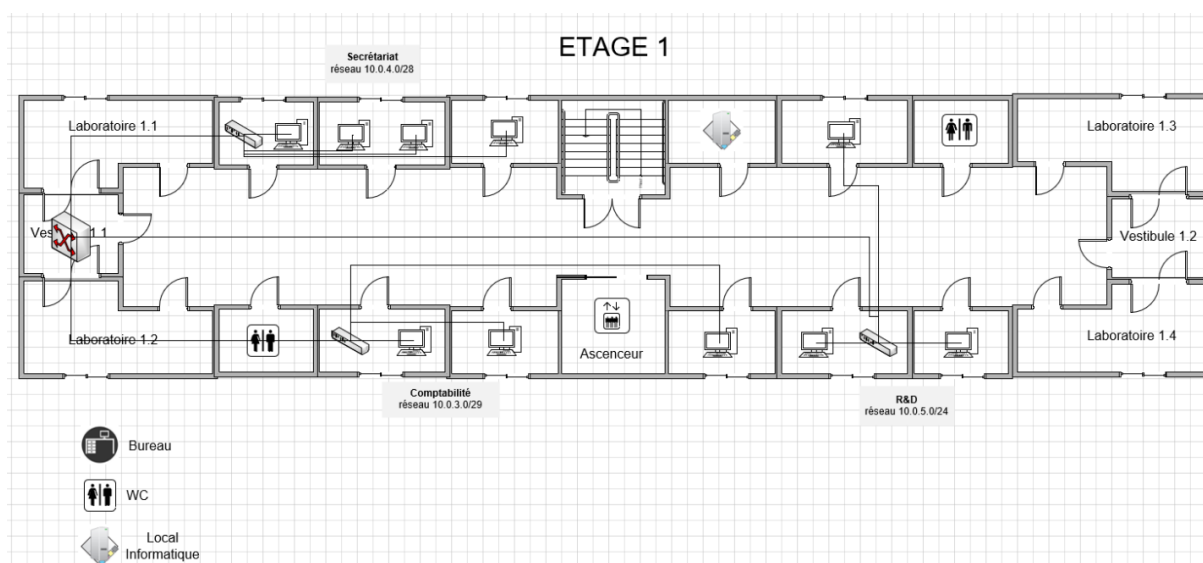 ETAGE 1
Secrétariat
réseau 10.0.4.0/28
Laboratoire 1.1
Laboratoire 1.3
1.1
Vestibule 1.2
Laboratoire 1.2
Ascenceur
Laboratoire 1.4
Comptabilité
réseau 10.0.3.0/29
R&D
réseau 10.0.5.0/24
Bureau
WC
Local
Informatique